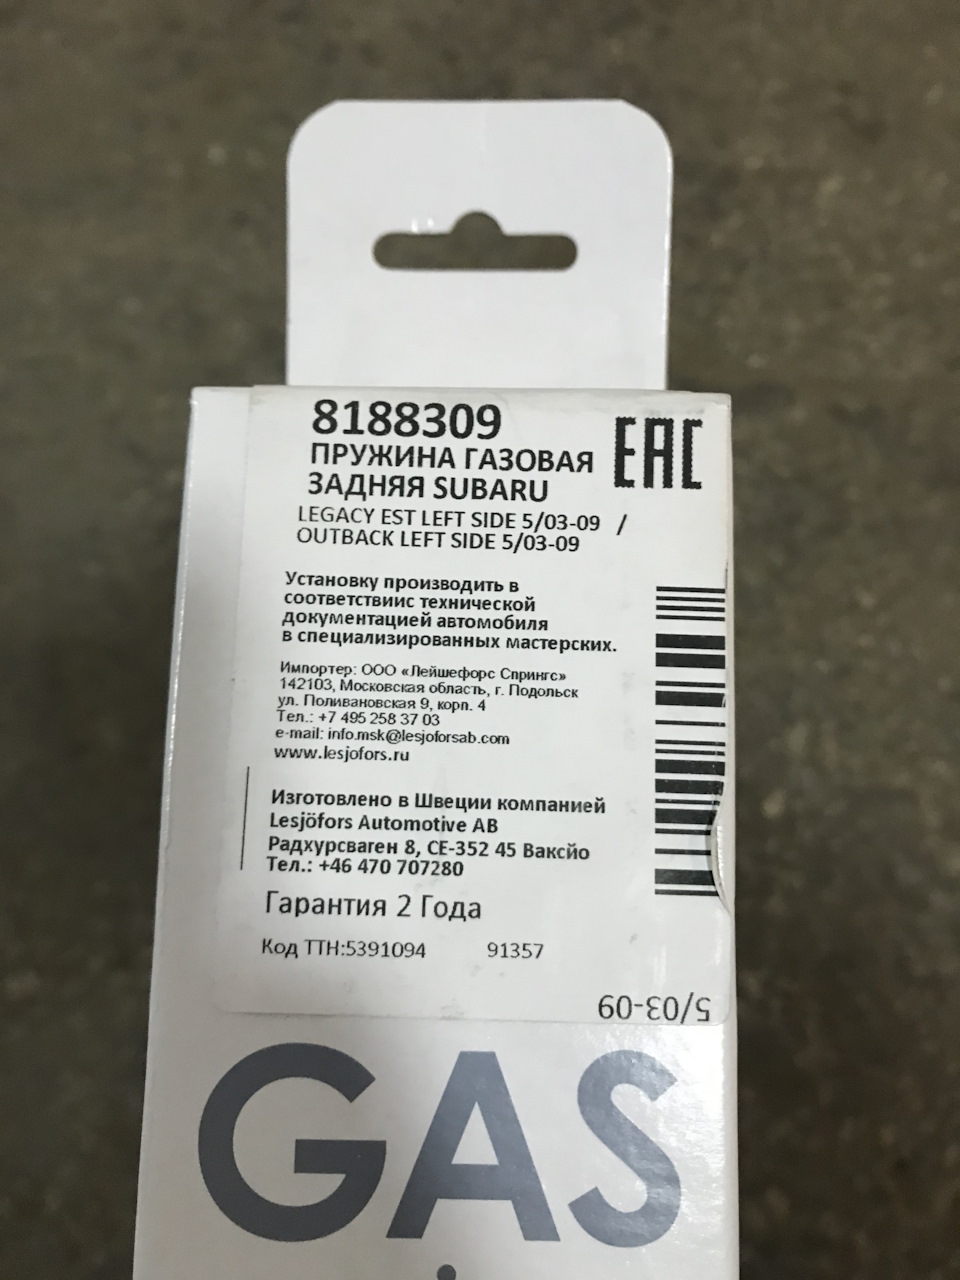 8188309
ПРУЖИНА ГАЗОВАЯ
ЗАДНЯЯ SUBARU
EAC
LEGACY EST LEFT SIDE 5/03-09 /
OUTBACK LEFT SIDE 5/03-09
Установку производить в
соответствиис технической
документацией автомобиля
в специализированных мастерских.
Импортер: ООО «Лейшефорс Спрингс»
142103, Московская область, г. Подольск
ул. Поливановская 9, корп. 4
Тел.: +7 495 258 37 03
e-mail: info.msk@lesjoforsab.com
www.lesjofors.ru
Изготовлено в Швеции компанией
Lesjöfors Automotive AB
Радхурсваген 8, СЕ-352 45 Ваксйо
Тел.: +46 470 707280
Гарантия 2 Года
Код ТТН:5391094 91357
5/03-09
GAS